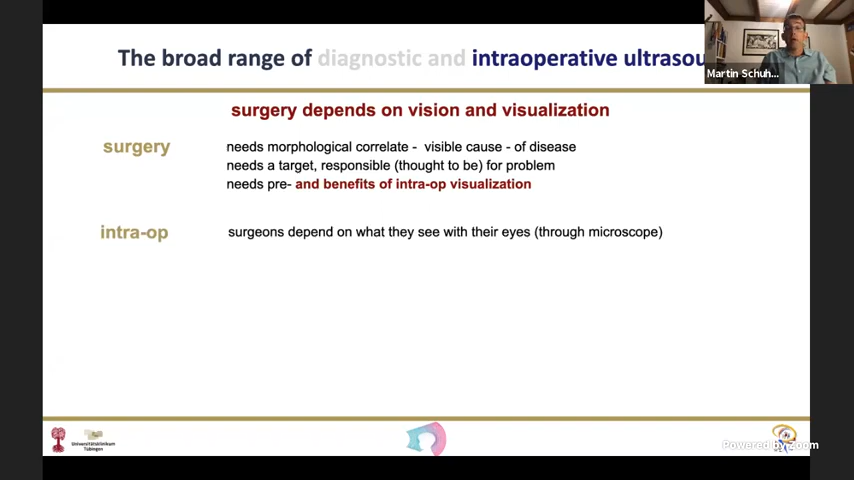 The broad range of diagnostic and intraoperative ultrasou
Martin Schuh...
surgery depends on vision and visualization
surgery
needs morphological correlate - visible cause - of disease
needs a target, responsible (thought to be) for problem
needs pre- and benefits of intra-op visualization
intra-op
surgeons depend on what they see with their eyes (through microscope)
Universitätsklinikum
Tübingen
Powered by Zoom